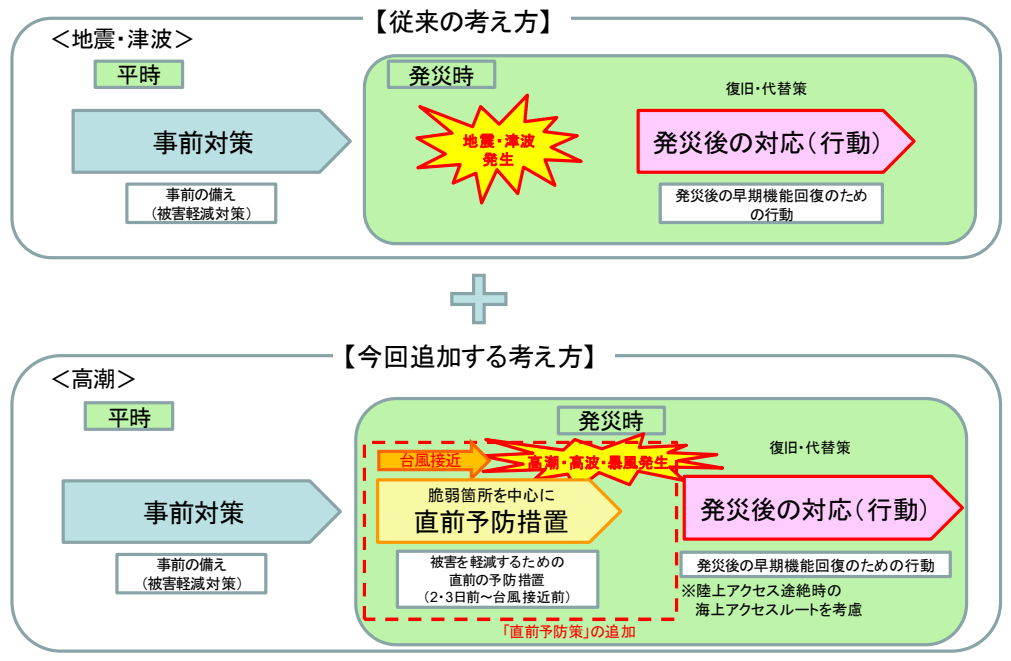 【従来の考え方】
＜地震・津波＞
平時
発災時
復旧・代替策
事前対策
地震・津波
発生
発災後の対応（行動）
事前の備え
（被害軽減対策）
発災後の早期機能回復のため
の行動
【今回追加する考え方】
＜高潮＞
平時
発災時
台風接近
高潮・高波・暴風発生
復旧・代替策
事前対策
脆弱箇所を中心に
直前予防措置
発災後の対応（行動）
事前の備え
（被害軽減対策）
被害を軽減するための
直前の予防措置
（2・3日前～台風接近前）
発災後の早期機能回復のための行動
※陸上アクセス途絶時の
海上アクセスルートを考慮
「直前予防策」の追加